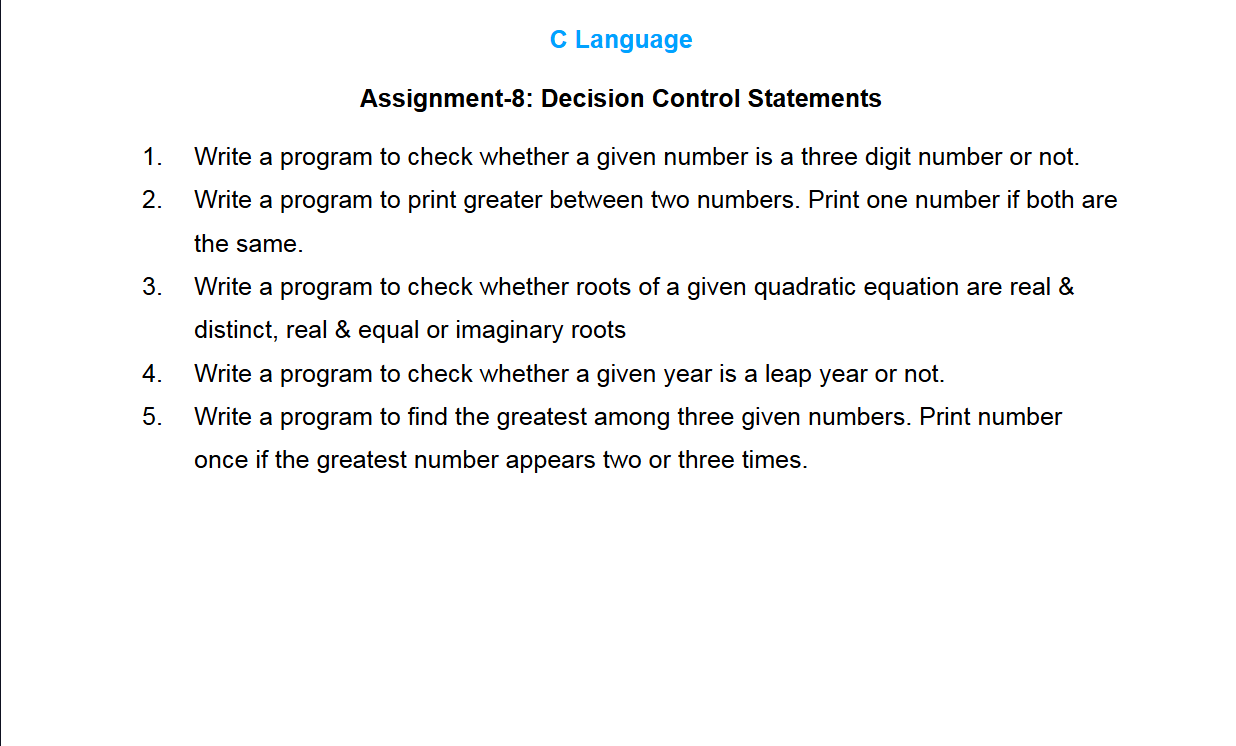 C Language
Assignment-8: Decision Control Statements
1. Write a program to check whether a given number is a three digit number or not.
2. Write a program to print greater between two numbers. Print one number if both are
the same.
3. Write a program to check whether roots of a given quadratic equation are real &
distinct, real & equal or imaginary roots
4. Write a program to check whether a given year is a leap year or not.
5. Write a program to find the greatest among three given numbers. Print number
once if the greatest number appears two or three times.